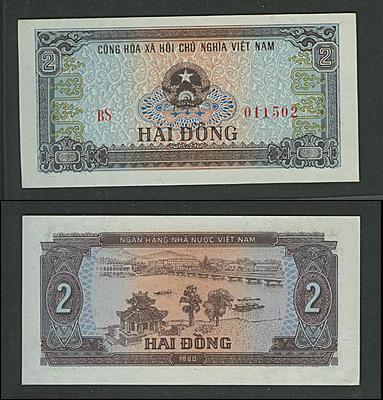 CỘNG HÒA XÃ HỘI CHỦ NGHĨA VIỆT NAM
2 2
BS 011502
HAI ĐỒNG
NGÂN HÀNG NHÀ NƯỚC VIỆT NAM
2 2
HAI ĐỒNG
1980